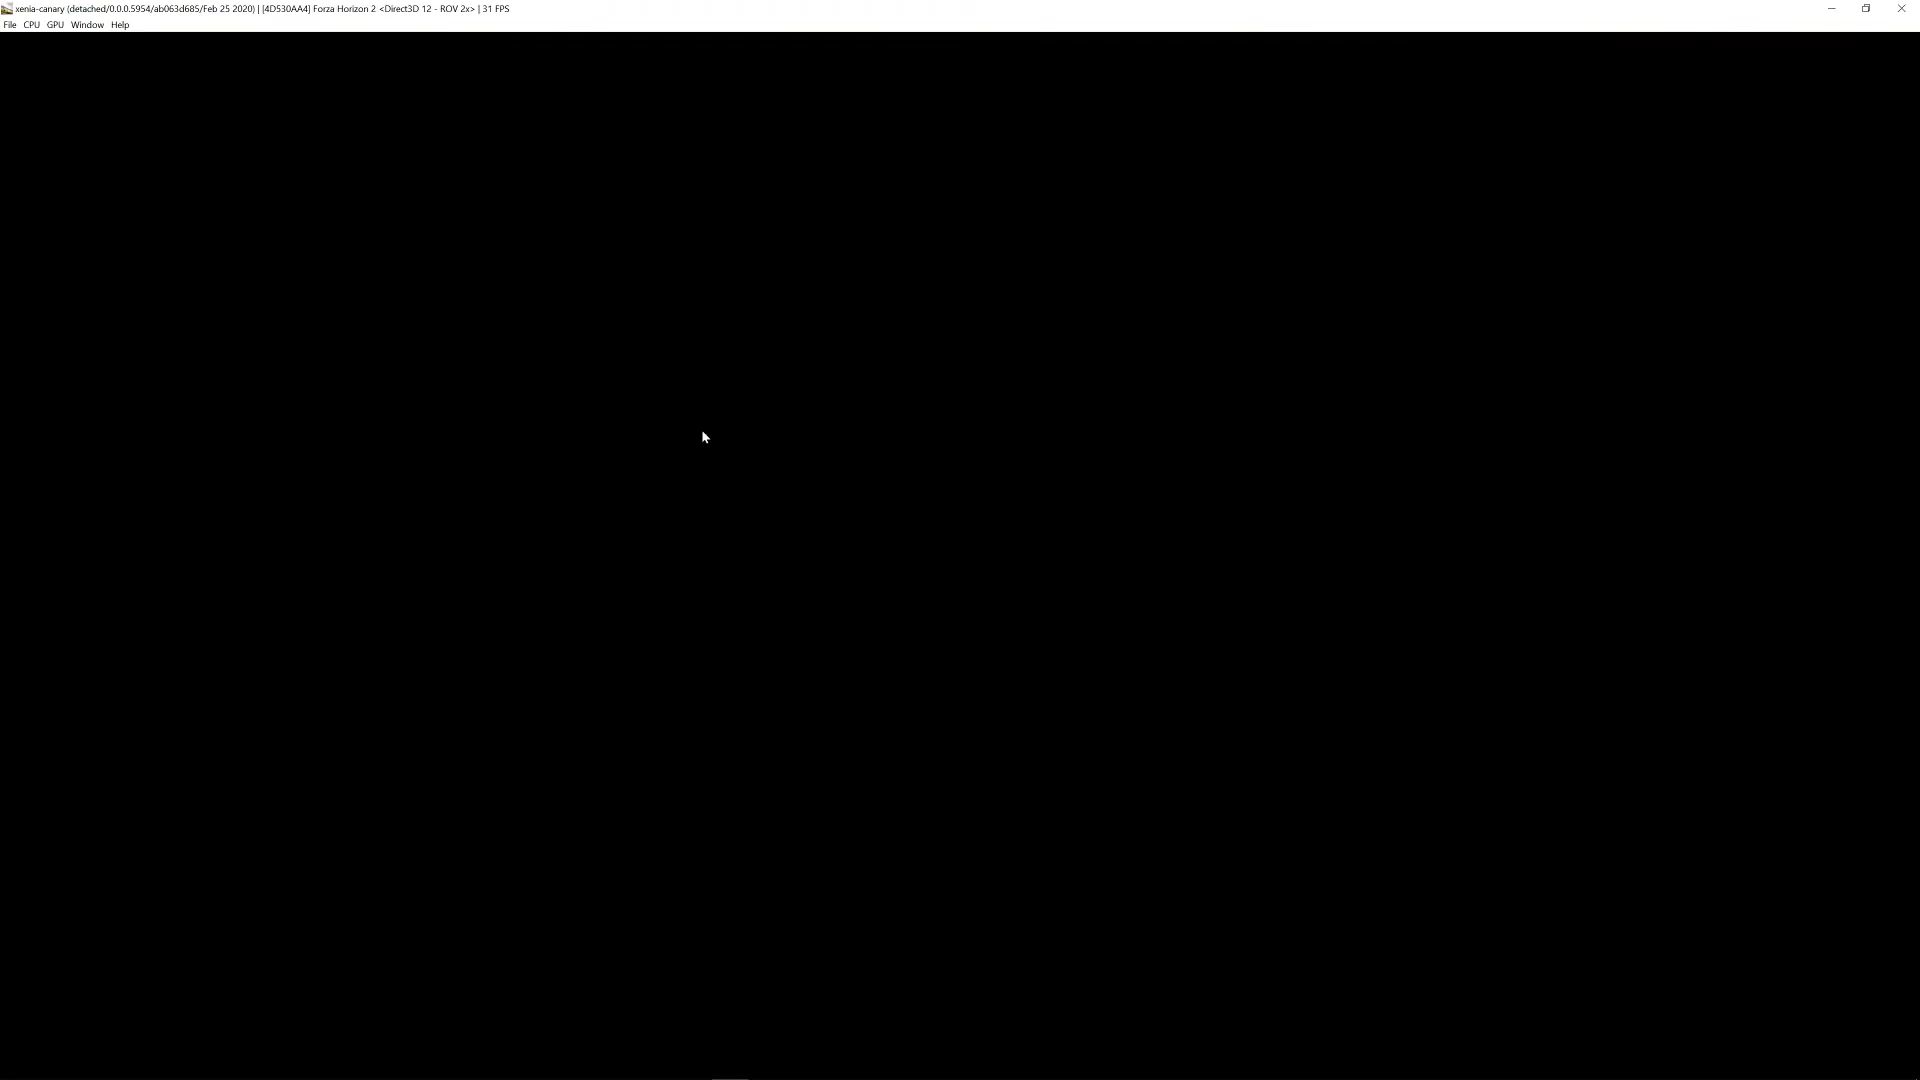 xenia-canary (detached/0.0.0.5954/ab063d685/Feb 25 2020) | [4D530AA4] Forza Horizon 2 <Direct3D 12 - ROV 2x> | 31 FPS
File CPU GPU Window Help